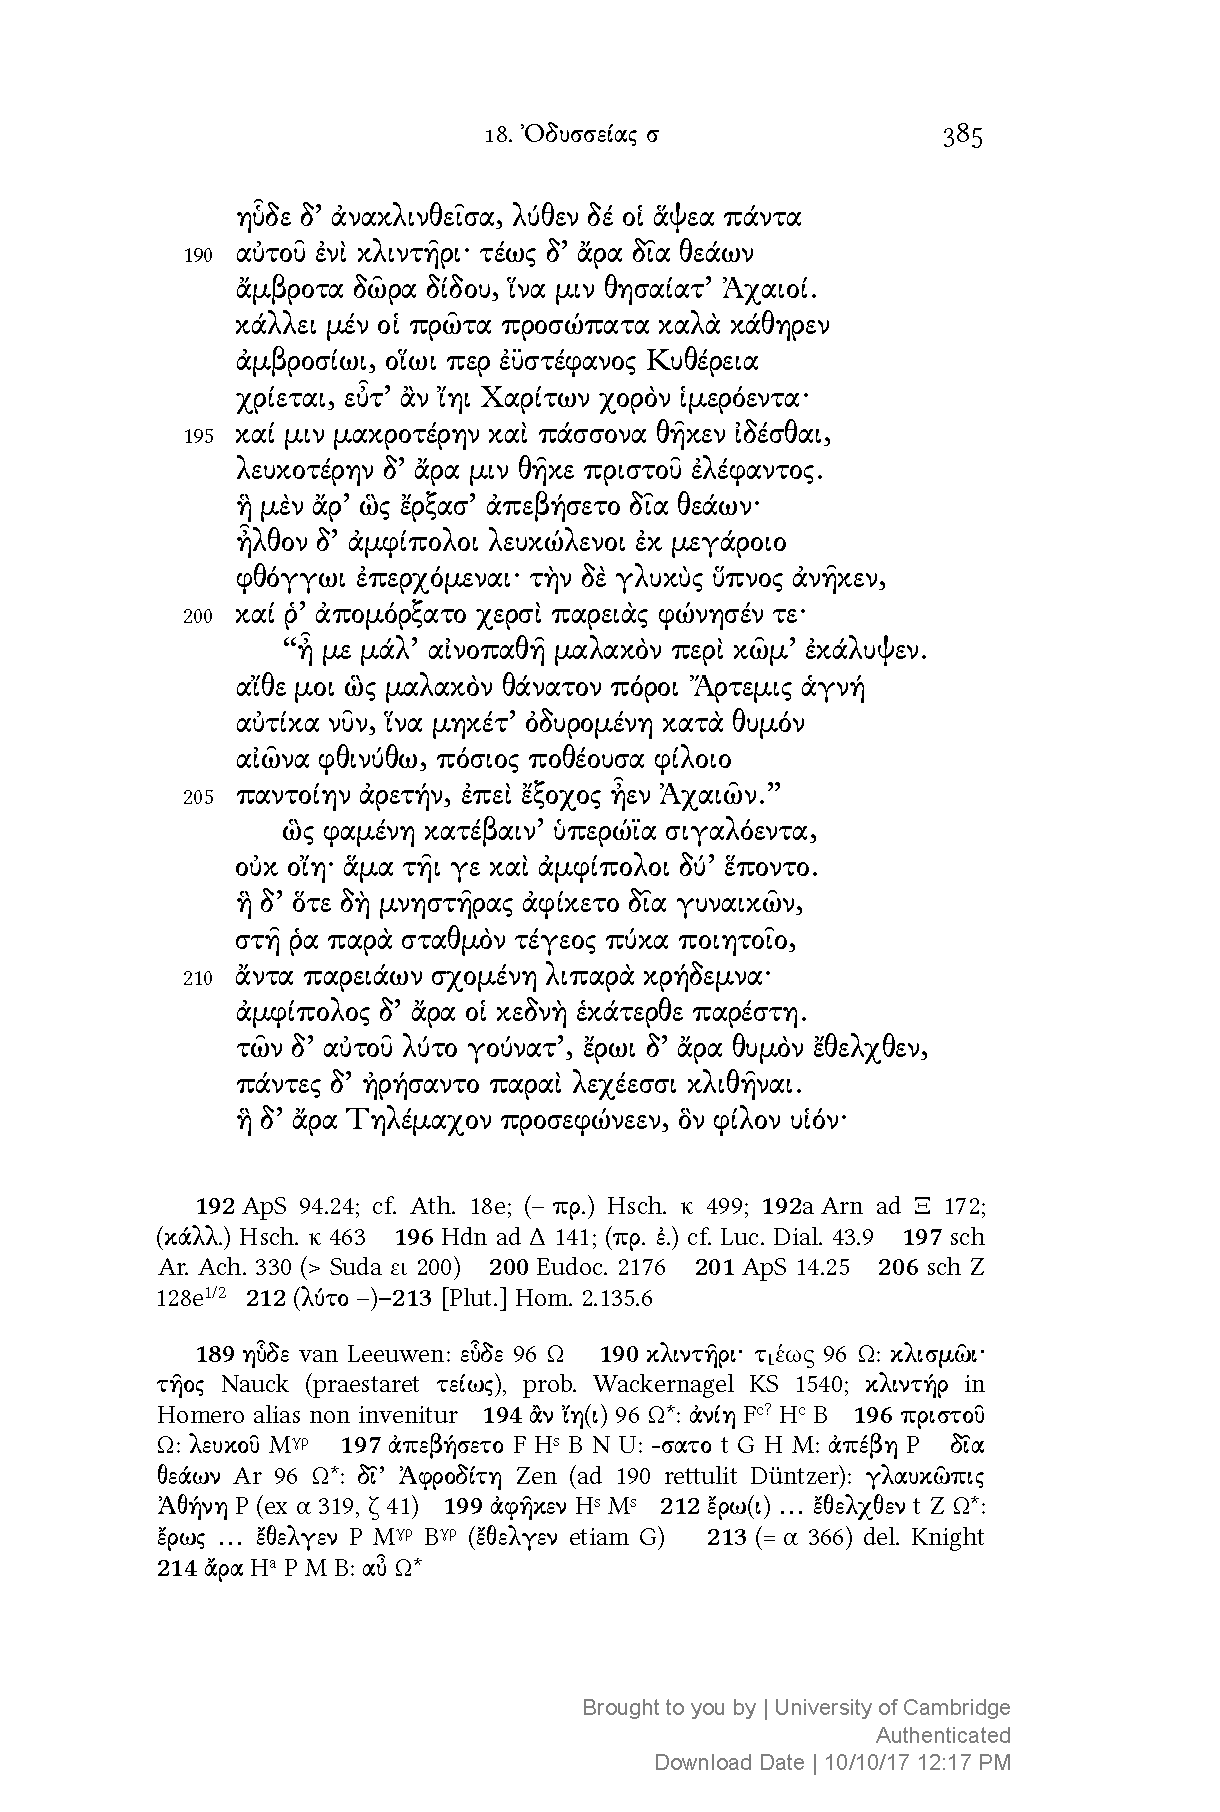 18. Ὀδυσσείας σ 385
ηὗδε δ’ ἀνακλινθεῖσα, λύθεν δέ οἱ ἅψεα πάντα
190 αὐτοῦ ἐνὶ κλιντῆρι· τέως δ’ ἄρα δῖα θεάων
ἄμβροτα δῶρα δίδου, ἵνα μιν θησαίατ’ Ἀχαιοί.
κάλλει μέν οἱ πρῶτα προσώπατα καλὰ κάθηρεν
ἀμβροσίωι, οἵωι περ ἐϋστέφανος Κυθέρεια
χρίεται, εὖτ’ ἂν ἴηι Χαρίτων χορὸν ἱμερόεντα·
195 καί μιν μακροτέρην καὶ πάσσονα θῆκεν ἰδέσθαι,
λευκοτέρην δ’ ἄρα μιν θῆκε πριστοῦ ἐλέφαντος.
ἣ μὲν ἄρ’ ὣς ἔρξασ’ ἀπεβήσετο δῖα θεάων·
ἦλθον δ’ ἀμφίπολοι λευκώλενοι ἐκ μεγάροιο
φθόγγωι ἐπερχόμεναι· τὴν δὲ γλυκὺς ὕπνος ἀνῆκεν,
200 καί ῥ’ ἀπομόρξατο χερσὶ παρειὰς φώνησέν τε·
“ἦ με μάλ’ αἰνοπαθῆ μαλακὸν περὶ κῶμ’ ἐκάλυψεν.
αἴθε μοι ὣς μαλακὸν θάνατον πόροι Ἄρτεμις ἁγνή
αὐτίκα νῦν, ἵνα μηκέτ’ ὀδυρομένη κατὰ θυμόν
αἰῶνα φθινύθω, πόσιος ποθέουσα φίλοιο
205 παντοίην ἀρετήν, ἐπεὶ ἔξοχος ἦεν Ἀχαιῶν.”
ὣς φαμένη κατέβαιν’ ὑπερώϊα σιγαλόεντα,
οὐκ οἴη· ἅμα τῆι γε καὶ ἀμφίπολοι δύ’ ἕποντο.
ἣ δ’ ὅτε δὴ μνηστῆρας ἀφίκετο δῖα γυναικῶν,
στῆ ῥα παρὰ σταθμὸν τέγεος πύκα ποιητοῖο,
210 ἄντα παρειάων σχομένη λιπαρὰ κρήδεμνα·
ἀμφίπολος δ’ ἄρα οἱ κεδνὴ ἑκάτερθε παρέστη.
τῶν δ’ αὐτοῦ λύτο γούνατ’, ἔρωι δ’ ἄρα θυμὸν ἔθελχθεν,
πάντες δ’ ἠρήσαντο παραὶ λεχέεσσι κλιθῆναι.
ἣ δ’ ἄρα Τηλέμαχον προσεφώνεεν, ὃν φίλον υἱόν·
192 ApS 94.24; cf. Ath. 18e; (– πρ.) Hsch. κ 499; 192a Arn ad Ξ 172;
(κάλλ.) Hsch. κ 463 196 Hdn ad Δ 141; (πρ. ἐ.) cf. Luc. Dial. 43.9 197 sch
Ar. Ach. 330 (> Suda ει 200) 200 Eudoc. 2176 201 ApS 14.25 206 sch Z
128e1/2 212 (λύτο –)–213 [Plut.] Hom. 2.135.6
189 ηὗδε van Leeuwen: εὗδε 96 Ω 190 κλιντῆρι· τ⸤έως 96 Ω: κλισμῶι·
τῆος Nauck (praestaret τείως), prob. Wackernagel KS 1540; κλιντήρ in
Homero alias non invenitur 194 ἂν ἴη(ι) 96 Ω*: ἀνίη Fᶜ? Hᶜ B 196 πριστοῦ
Ω: λευκοῦ Mγρ 197 ἀπεβήσετο F Hˢ B N U: -σατο t G H M: ἀπέβη P δῖα
θεάων Ar 96 Ω*: δῖ’ Ἀφροδίτη Zen (ad 190 rettulit Düntzer): γλαυκῶπις
Ἀθήνη P (ex α 319, ζ 41) 199 ἀφῆκεν Hˢ Mˢ 212 ἔρω(ι) … ἔθελχθεν t Z Ω*:
ἔρως … ἔθελγεν P Mγρ Bγρ (ἔθελγεν etiam G) 213 (= α 366) del. Knight
214 ἄρα Hᵃ P M B: αὖ Ω*
Brought to you by | University of Cambridge
Authenticated
Download Date | 10/10/17 12:17 PM